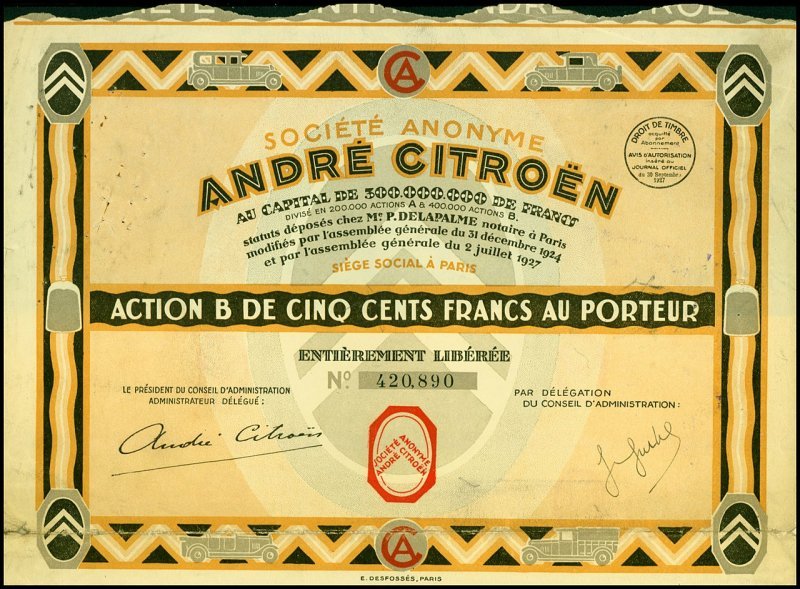 SOCIÉTÉ ANONYME
ANDRÉ CITROËN
AU CAPITAL DE 300.000.000 DE FRANCS
DIVISÉ EN 200.000 ACTIONS A & 400.000 ACTIONS B.
statuts déposés chez Me. P. DELAPALME notaire à Paris
modifiés par l'assemblée générale du 31 décembre 1924
et par l'assemblée générale du 2 juillet 1927
SIÈGE SOCIAL À PARIS
DROIT DE TIMBRE
acquitté
par
Abonnement
AVIS D'AUTORISATION
inséré au
JOURNAL OFFICIEL
du 30 Septembre
1927
ACTION B DE CINQ CENTS FRANCS AU PORTEUR
ENTIÈREMENT LIBÉRÉE
No. 420,890
LE PRÉSIDENT DU CONSEIL D'ADMINISTRATION
ADMINISTRATEUR DÉLÉGUÉ :
André Citroën
PAR DÉLÉGATION
DU CONSEIL D'ADMINISTRATION :
SOCIÉTÉ ANONYME
ANDRÉ CITROËN
E. DESFOSSÉS, PARIS